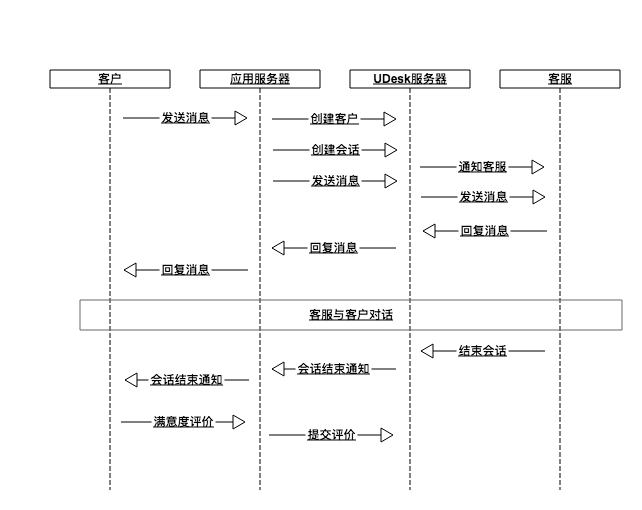 客户
应用服务器
UDesk服务器
客服
发送消息
创建客户
创建会话
通知客服
发送消息
发送消息
回复消息
回复消息
回复消息
客服与客户对话
结束会话
会话结束通知
会话结束通知
满意度评价
提交评价